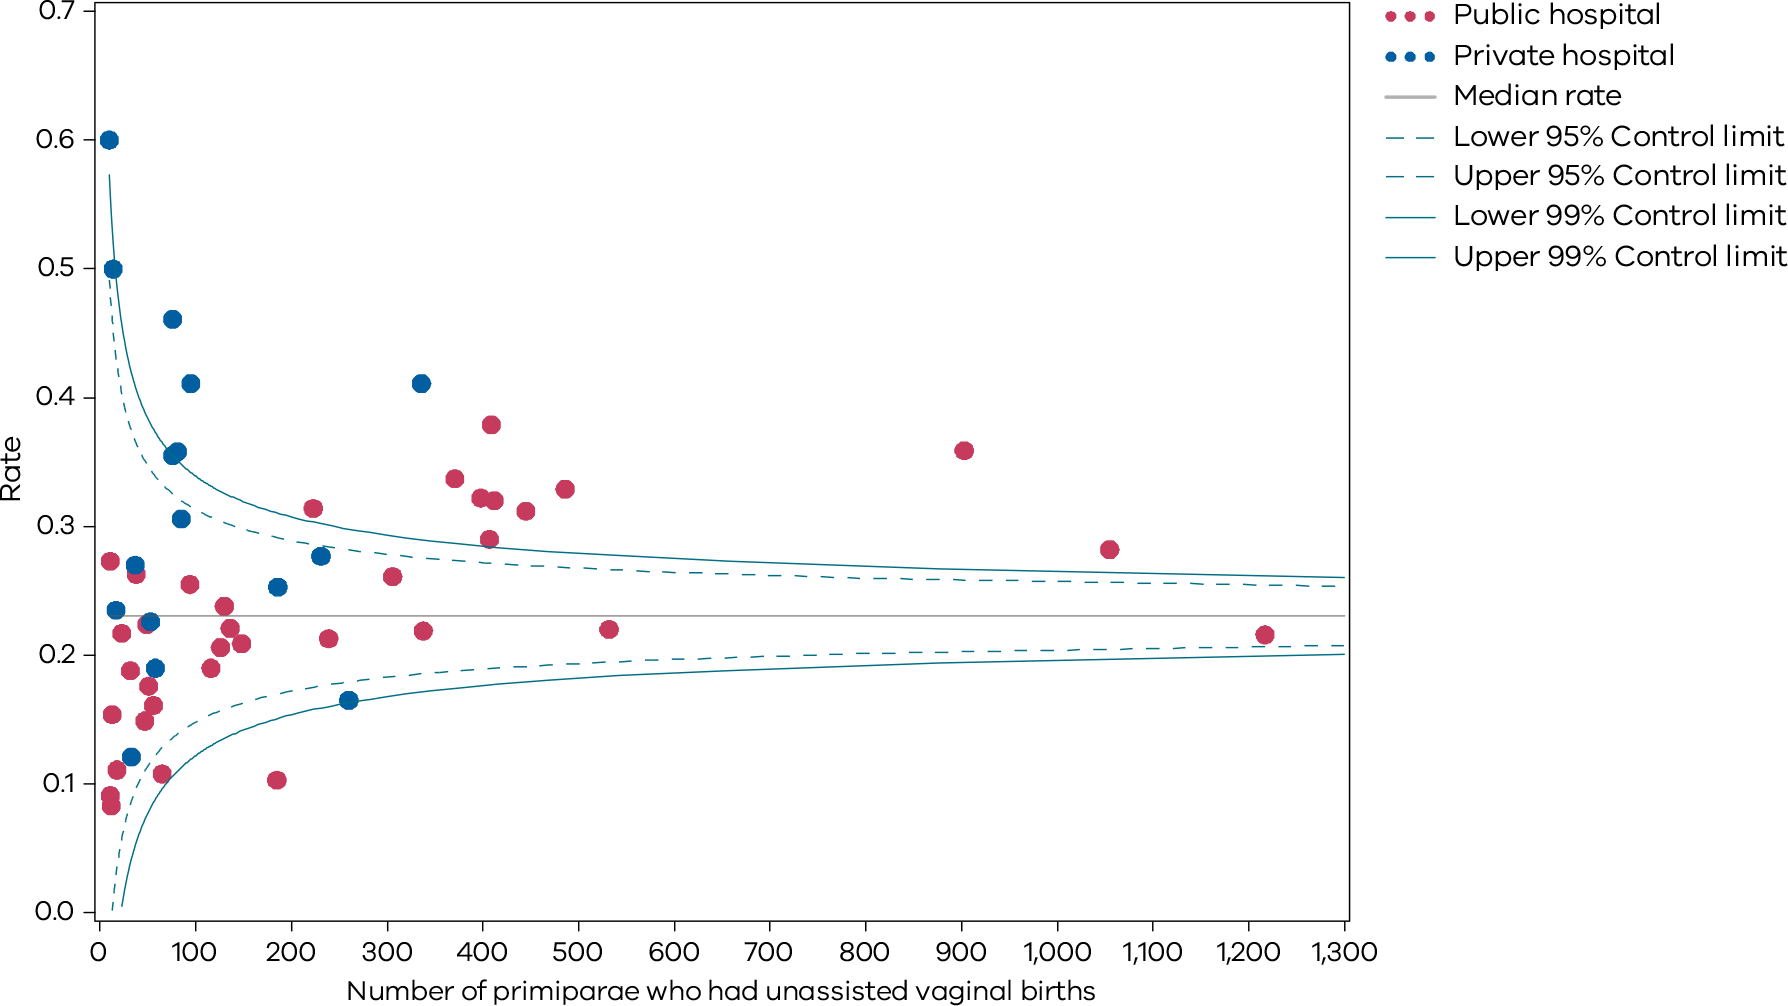 0.7
0.6
0.5
0.4
0.3
0.2
0.1
0.0
Rate
0 100 200 300 400 500 600 700 800 900 1,000 1,100 1,200 1,300
Number of primiparae who had unassisted vaginal births
Public hospital
Private hospital
Median rate
Lower 95% Control limit
Upper 95% Control limit
Lower 99% Control limit
Upper 99% Control limit